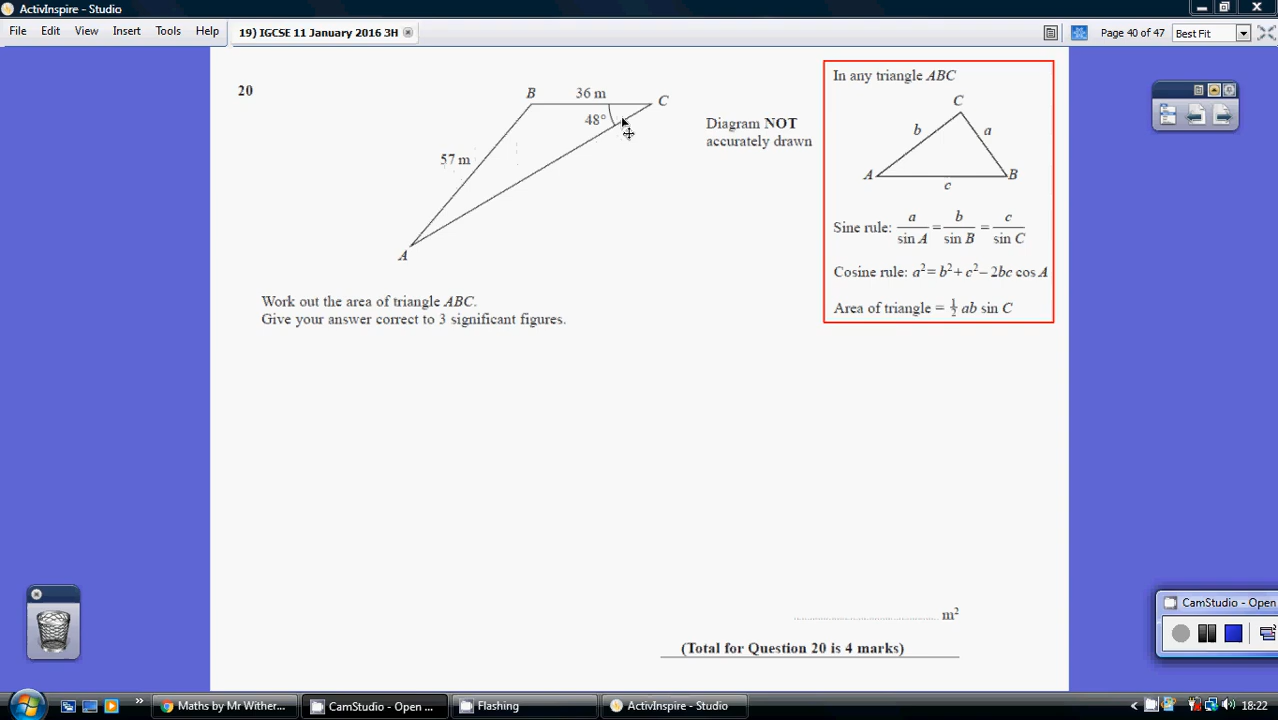 ActivInspire - Studio
File Edit View Insert Tools Help
19) IGCSE 11 January 2016 3H
Page 40 of 47
Best Fit
20
B 36 m C
48°
57 m
A
Diagram NOT
accurately drawn
Work out the area of triangle ABC.
Give your answer correct to 3 significant figures.
In any triangle ABC
C
b a
A B
c
Sine rule: a/sin A = b/sin B = c/sin C
Cosine rule: a² = b² + c² – 2bc cos A
Area of triangle = ½ ab sin C
m²
(Total for Question 20 is 4 marks)
CamStudio - Open
Maths by Mr Wither... CamStudio - Open ... Flashing ActivInspire - Studio
18:22